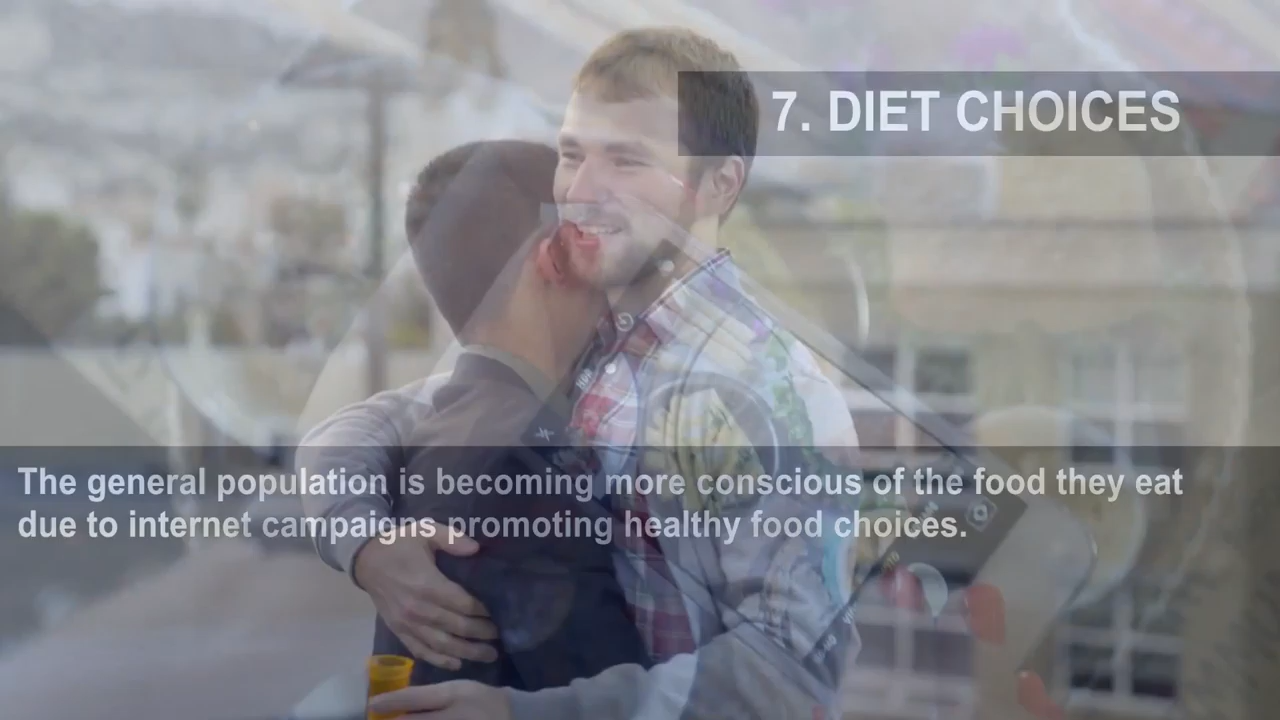 7. DIET CHOICES
The general population is becoming more conscious of the food they eat
due to internet campaigns promoting healthy food choices.